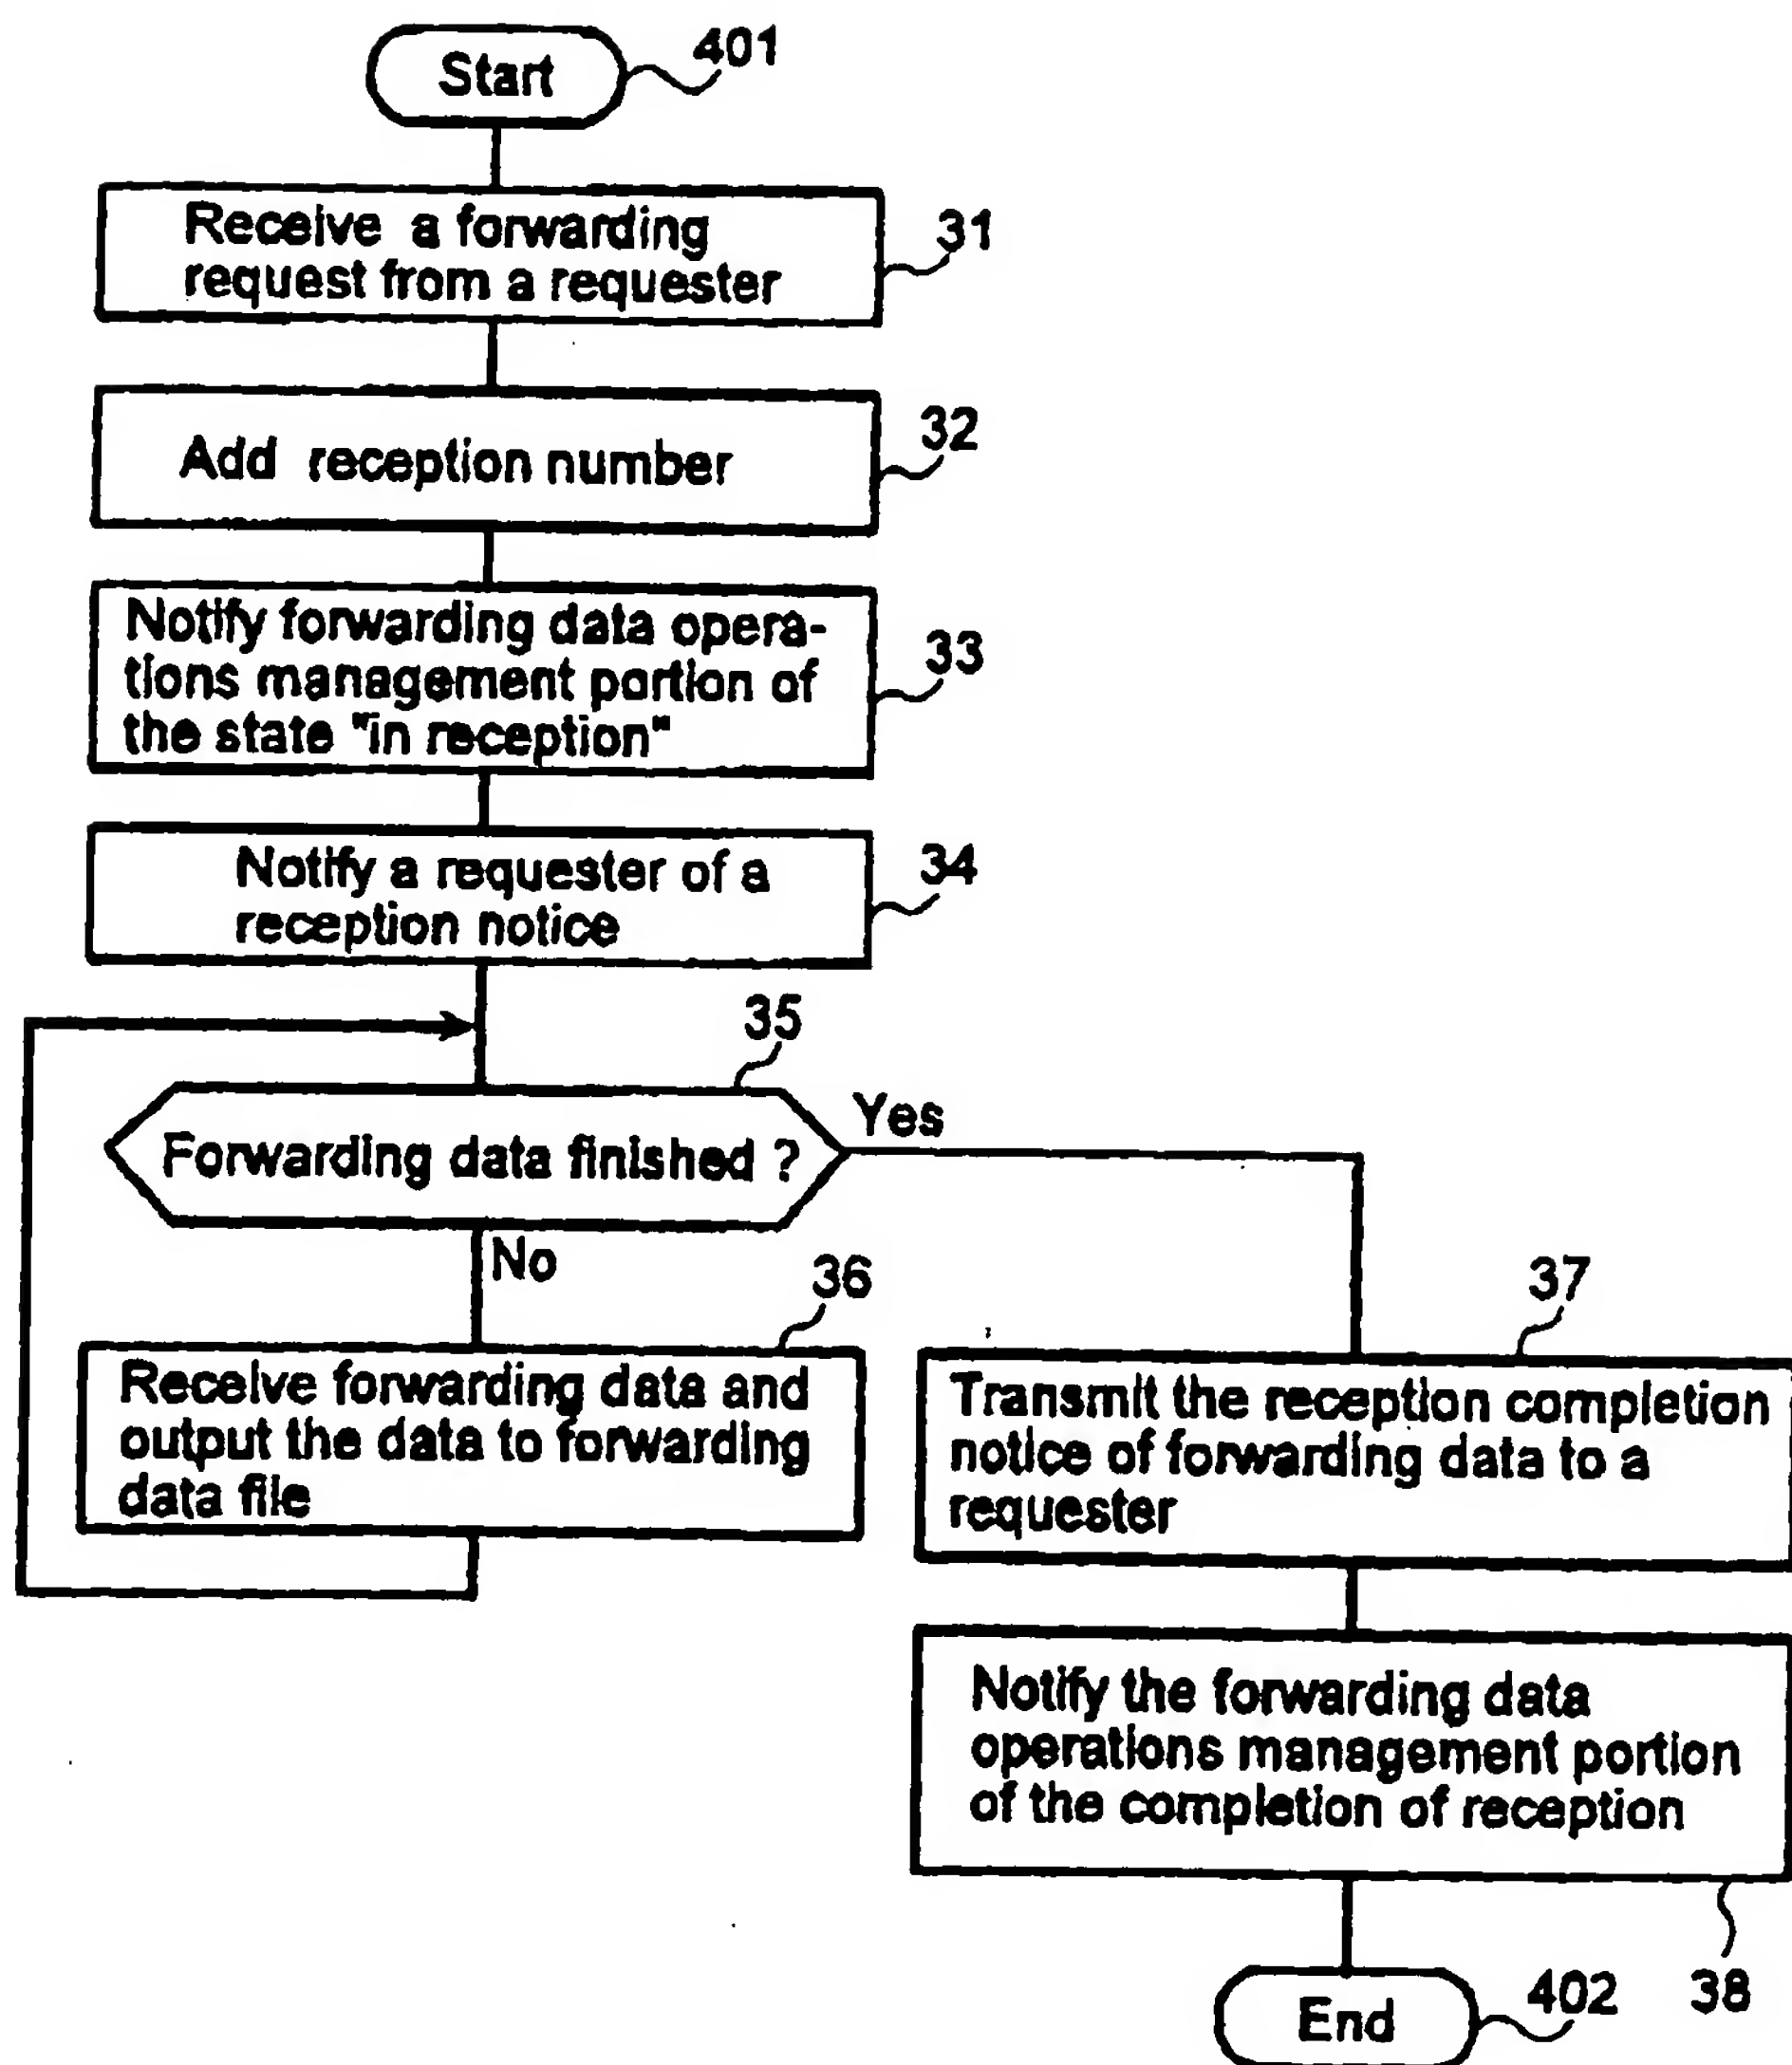 Start
401
Receive a forwarding
request from a requester
31
Add reception number
32
Notify forwarding data opera-
tions management portion of
the state "in reception"
33
Notify a requester of a
reception notice
34
35
Forwarding data finished ?
Yes
No
36
Receive forwarding data and
output the data to forwarding
data file
37
Transmit the reception completion
notice of forwarding data to a
requester
Notify the forwarding data
operations management portion
of the completion of reception
38
End
402